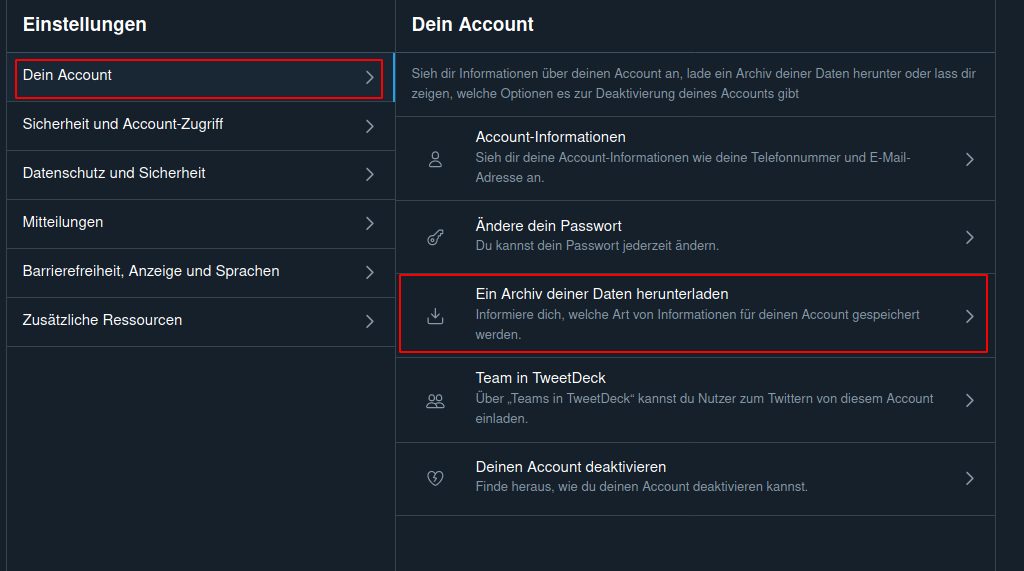 Einstellungen
Dein Account
Sicherheit und Account-Zugriff
Datenschutz und Sicherheit
Mitteilungen
Barrierefreiheit, Anzeige und Sprachen
Zusätzliche Ressourcen
Dein Account
Sieh dir Informationen über deinen Account an, lade ein Archiv deiner Daten herunter oder lass dir
zeigen, welche Optionen es zur Deaktivierung deines Accounts gibt
Account-Informationen
Sieh dir deine Account-Informationen wie deine Telefonnummer und E-Mail-
Adresse an.
Ändere dein Passwort
Du kannst dein Passwort jederzeit ändern.
Ein Archiv deiner Daten herunterladen
Informiere dich, welche Art von Informationen für deinen Account gespeichert
werden.
Team in TweetDeck
Über „Teams in TweetDeck“ kannst du Nutzer zum Twittern von diesem Account
einladen.
Deinen Account deaktivieren
Finde heraus, wie du deinen Account deaktivieren kannst.